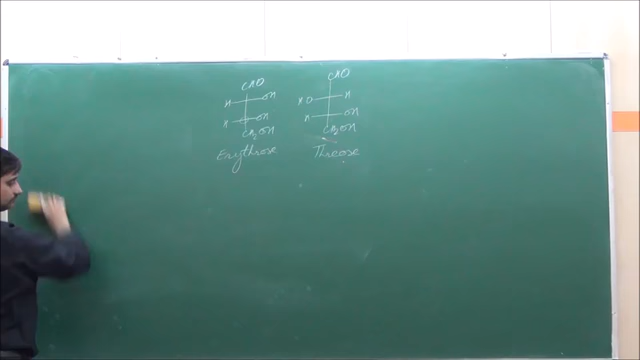 CHO CHO
H OH HO H
H OH H OH
CH2OH CH2OH
Erythrose Threose